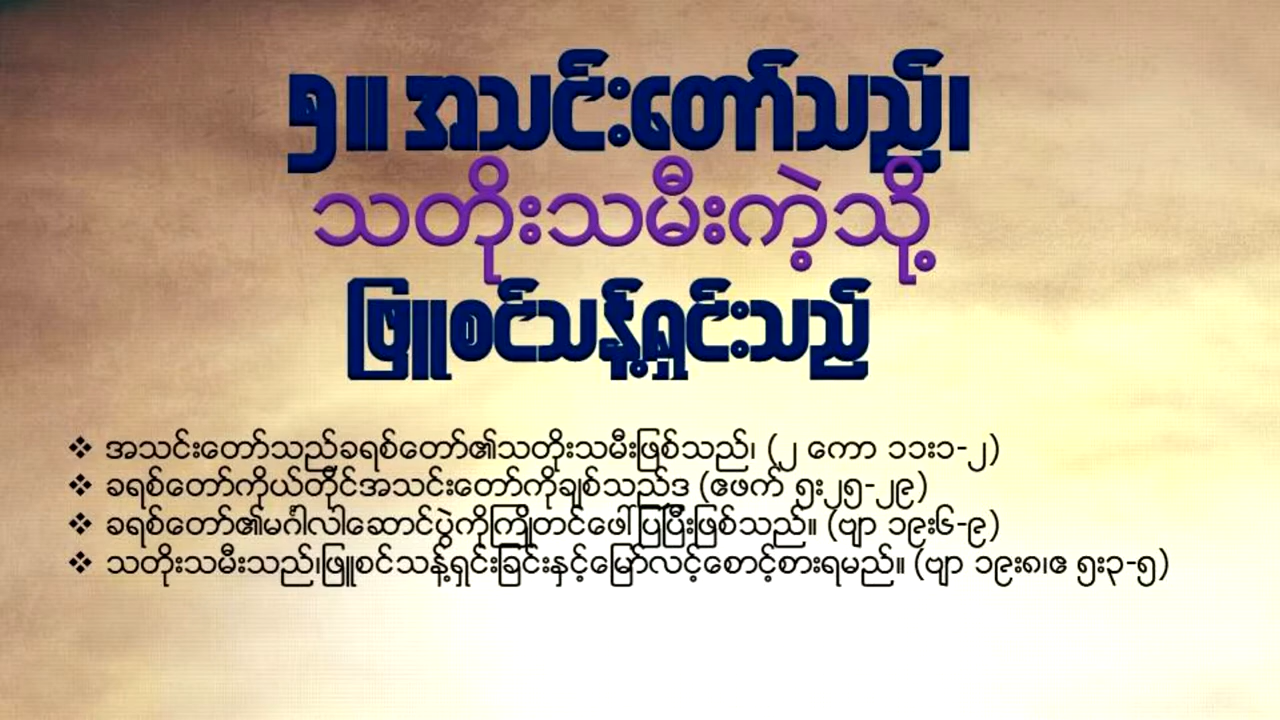 ၅။ အသင်းတော်သည်၊
သတိုးသမီးကဲ့သို့
ဖြူစင်သန့်ရှင်းသည်
❖ အသင်းတော်သည်ခရစ်တော်၏သတိုးသမီးဖြစ်သည်၊ (၂ ကော ၁၁း၁-၂)
❖ ခရစ်တော်ကိုယ်တိုင်အသင်းတော်ကိုချစ်သည်ဒ (ဧဖက် ၅း၂၅-၂၉)
❖ ခရစ်တော်၏မင်္ဂါလါဆောင်ပွဲကိုကြိုတင်ဖေါ်ပြပြီးဖြစ်သည်။ (ဗျာ ၁၉း၆-၉)
❖ သတိုးသမီးသည်၊ဖြူစင်သန့်ရှင်းခြင်းနှင့်မြော်လင့်စောင့်စားရမည်။ (ဗျာ ၁၉း၈၊ဧ ၅း၃-၅)